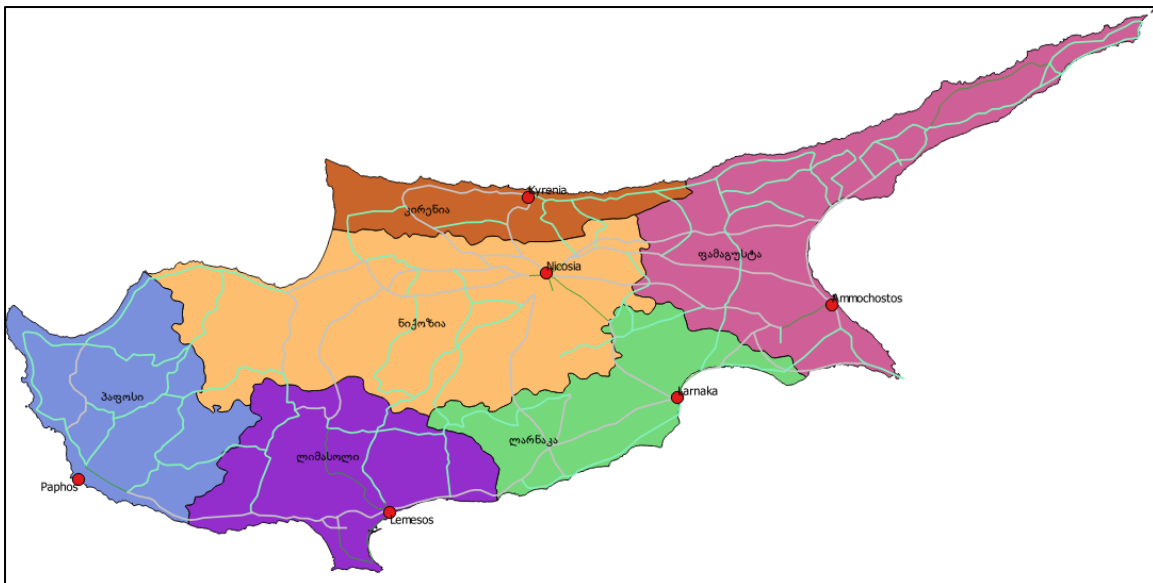 Kyrenia
კირენია
ფამაგუსტა
Nicosia
Ammochostos
ნიქოზია
პაფოსი
Larnaka
ლარნაკა
ლიმასოლი
Paphos
Lemesos